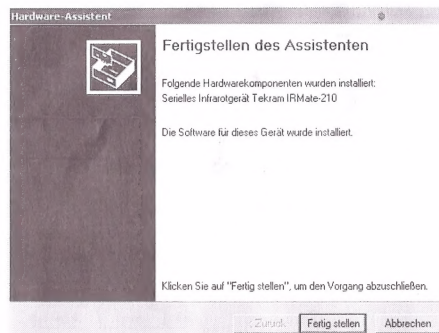 Hardware-Assistent
Fertigstellen des Assistenten
Folgende Hardwarekomponenten wurden installiert:
Serielles Infrarotgerät Tekram IRMate-210
Die Software für dieses Gerät wurde installiert.
Klicken Sie auf "Fertig stellen", um den Vorgang abzuschließen.
< Zurück Fertig stellen Abbrechen